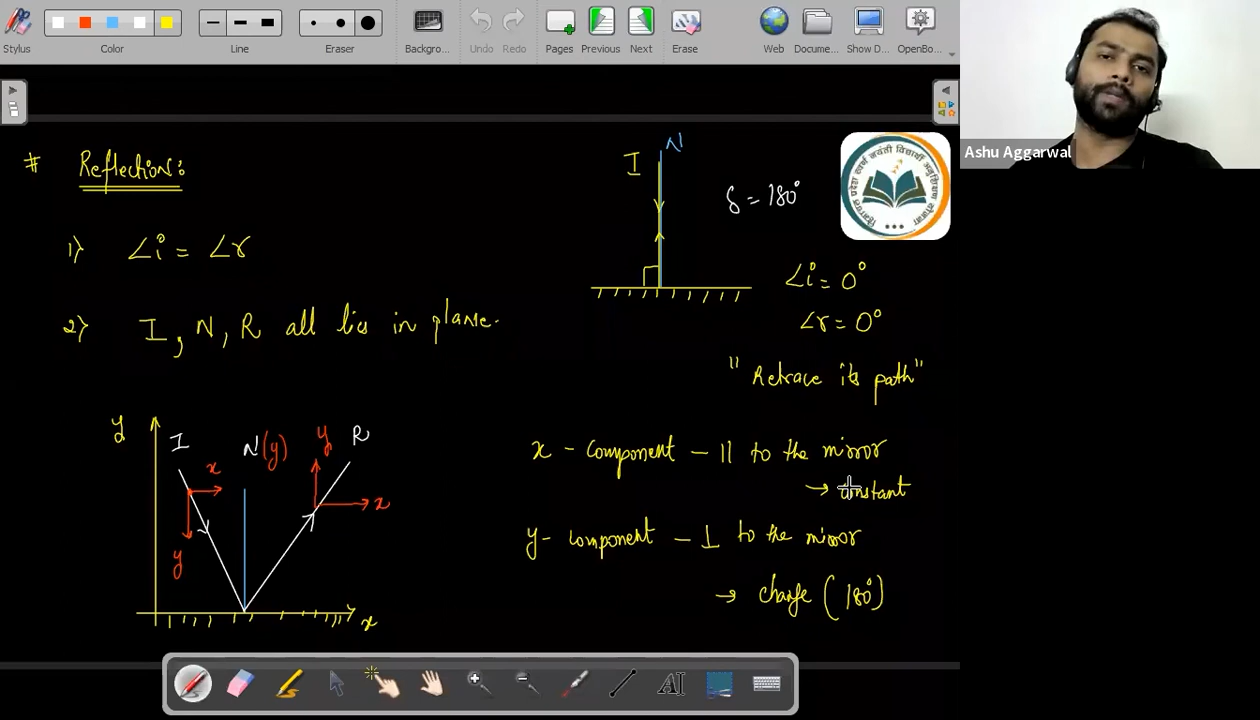 Stylus
Color
Line
Eraser
Backgro...
Undo
Redo
Pages
Previous
Next
Erase
Web
Docume...
Show D...
OpenBo...
Ashu Aggarwal
# Reflection:
1) ∠i = ∠r
2) I, N, R all lies in plane.
I
N
δ = 180°
∠i = 0°
∠r = 0°
"Retrace its path"
y
I
N(y)
y
R
x
x
y
x
x - component - || to the mirror
→ constant
y - component - ⊥ to the mirror
→ change (180°)